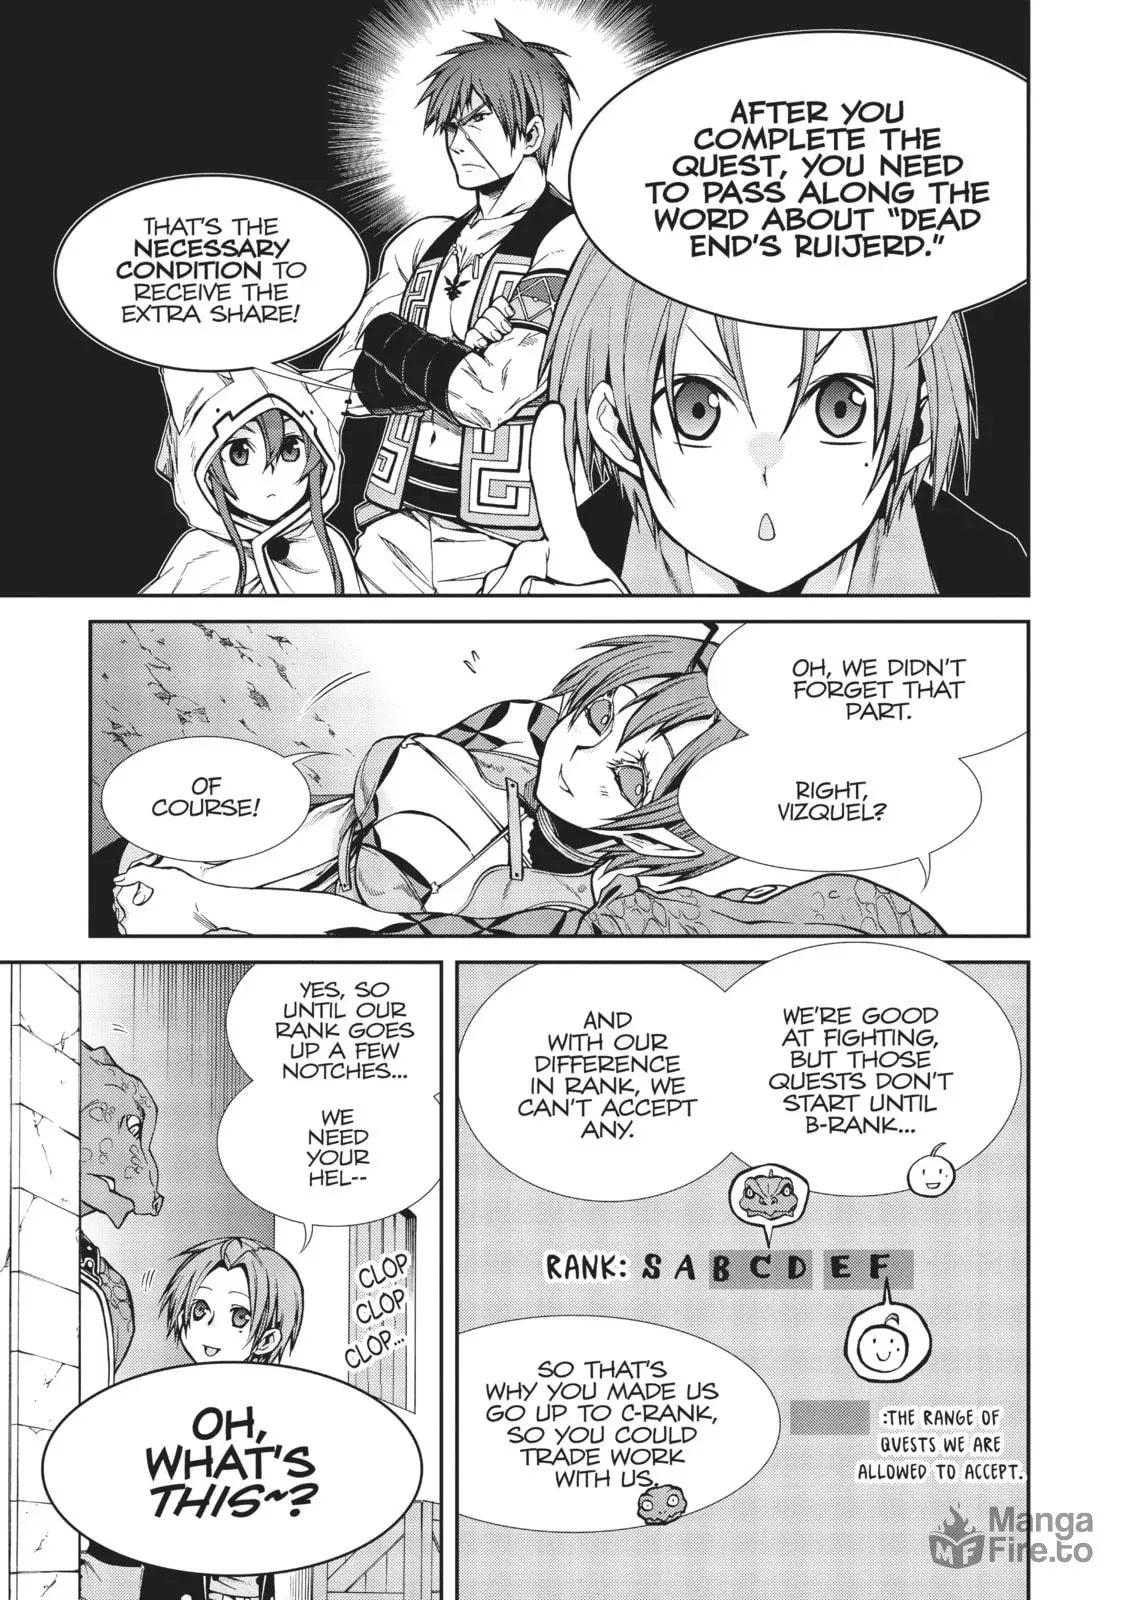 AFTER YOU
COMPLETE THE
QUEST, YOU NEED
TO PASS ALONG THE
WORD ABOUT "DEAD
END'S RUIJERD."
THAT'S THE
NECESSARY
CONDITION TO
RECEIVE THE
EXTRA SHARE!
OH, WE DIDN'T
FORGET THAT
PART.
RIGHT,
VIZQUEL?
OF
COURSE!
WE'RE GOOD
AT FIGHTING,
BUT THOSE
QUESTS DON'T
START UNTIL
B-RANK...
AND
WITH OUR
DIFFERENCE
IN RANK, WE
CAN'T ACCEPT
ANY.
RANK: S A B C D E F
:THE RANGE OF
QUESTS WE ARE
ALLOWED TO ACCEPT.
SO THAT'S
WHY YOU MADE US
GO UP TO C-RANK,
SO YOU COULD
TRADE WORK
WITH US.
YES, SO
UNTIL OUR
RANK GOES
UP A FEW
NOTCHES...
WE
NEED
YOUR
HEL--
CLOP
CLOP
CLOP...
OH,
WHAT'S
THIS~?
MF
Manga
Fire.to